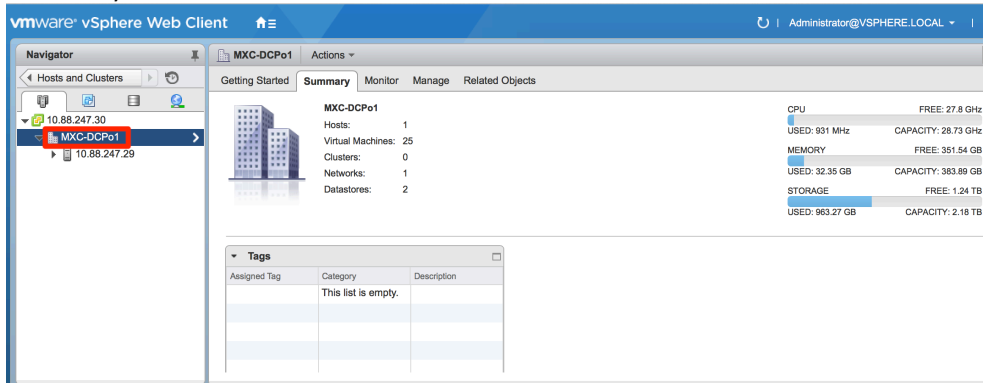 vmware® vSphere Web Client
Administrator@VSPHERE.LOCAL
Navigator
Hosts and Clusters
10.88.247.30
MXC-DCPo1
10.88.247.29
MXC-DCPo1 Actions
Getting Started Summary Monitor Manage Related Objects
MXC-DCPo1
Hosts: 1
Virtual Machines: 25
Clusters: 0
Networks: 1
Datastores: 2
CPU FREE: 27.8 GHz
USED: 931 MHz CAPACITY: 28.73 GHz
MEMORY FREE: 351.54 GB
USED: 32.35 GB CAPACITY: 383.89 GB
STORAGE FREE: 1.24 TB
USED: 963.27 GB CAPACITY: 2.18 TB
Tags
Assigned Tag Category Description
This list is empty.